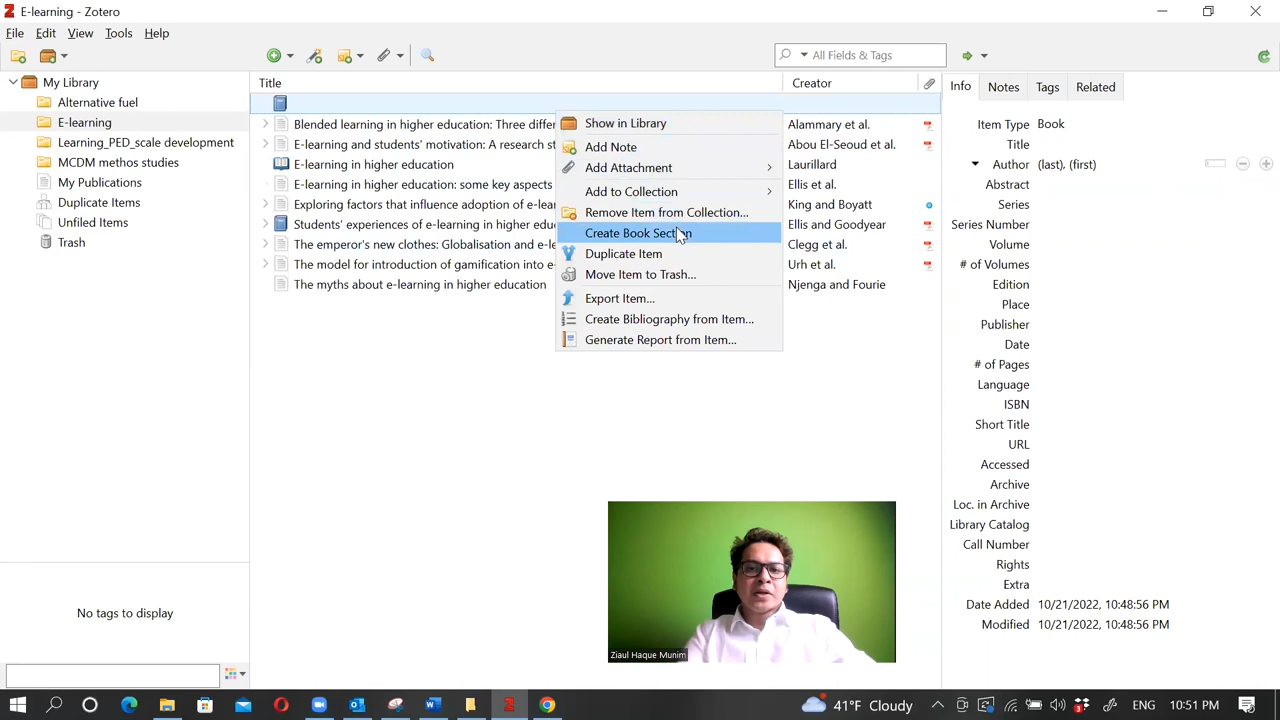 E-learning - Zotero
File Edit View Tools Help
All Fields & Tags
My Library
Alternative fuel
E-learning
Learning_PED_scale development
MCDM methos studies
My Publications
Duplicate Items
Unfiled Items
Trash
No tags to display
Title Creator
Blended learning in higher education: Three differ Alammary et al.
E-learning and students' motivation: A research st Abou El-Seoud et al.
E-learning in higher education Laurillard
E-learning in higher education: some key aspects Ellis et al.
Exploring factors that influence adoption of e-lear King and Boyatt
Students' experiences of e-learning in higher edu Ellis and Goodyear
The emperor's new clothes: Globalisation and e-le Clegg et al.
The model for introduction of gamification into e- Urh et al.
The myths about e-learning in higher education Njenga and Fourie
Show in Library
Add Note
Add Attachment
Add to Collection
Remove Item from Collection...
Create Book Section
Duplicate Item
Move Item to Trash...
Export Item...
Create Bibliography from Item...
Generate Report from Item...
Info Notes Tags Related
Item Type Book
Title
Author (last), (first)
Abstract
Series
Series Number
Volume
# of Volumes
Edition
Place
Publisher
Date
# of Pages
Language
ISBN
Short Title
URL
Accessed
Archive
Loc. in Archive
Library Catalog
Call Number
Rights
Extra
Date Added 10/21/2022, 10:48:56 PM
Modified 10/21/2022, 10:48:56 PM
Ziaul Haque Munim
41°F Cloudy
ENG 10:51 PM